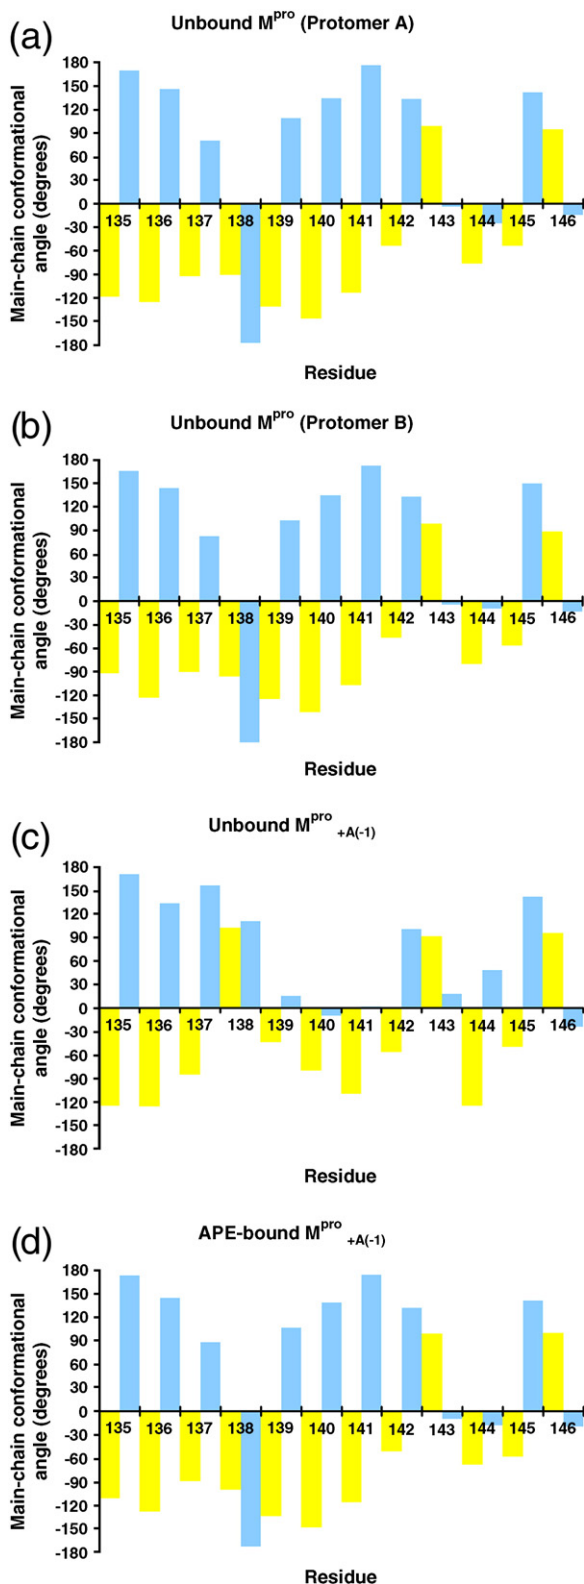 (a)
Unbound Mpro (Protomer A)
Main-chain conformational
angle (degrees)
180
150
120
90
60
30
0
-30
-60
-90
-120
-150
-180
135 136 137 138 139 140 141 142 143 144 145 146
Residue
(b)
Unbound Mpro (Protomer B)
Main-chain conformational
angle (degrees)
180
150
120
90
60
30
0
-30
-60
-90
-120
-150
-180
135 136 137 138 139 140 141 142 143 144 145 146
Residue
(c)
Unbound Mpro +A(-1)
Main-chain conformational
angle (degrees)
180
150
120
90
60
30
0
-30
-60
-90
-120
-150
-180
135 136 137 138 139 140 141 142 143 144 145 146
Residue
(d)
APE-bound Mpro +A(-1)
Main-chain conformational
angle (degrees)
180
150
120
90
60
30
0
-30
-60
-90
-120
-150
-180
135 136 137 138 139 140 141 142 143 144 145 146
Residue